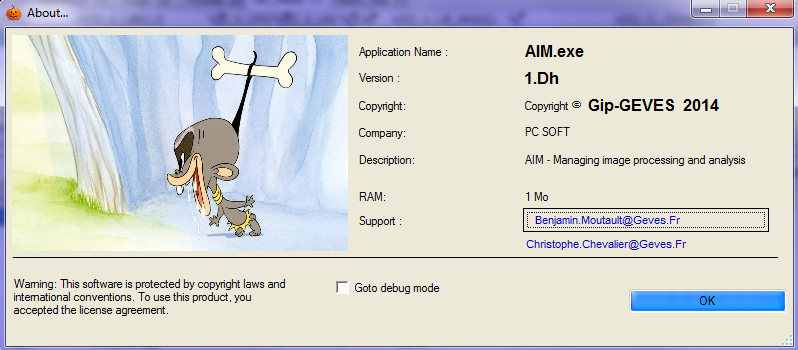 About...
Application Name : AIM.exe
Version : 1.Dh
Copyright: Copyright © Gip-GEVES 2014
Company: PC SOFT
Description: AIM - Managing image processing and analysis
RAM: 1 Mo
Support : Benjamin.Moutault@Geves.Fr
Christophe.Chevalier@Geves.Fr
Warning: This software is protected by copyright laws and
international conventions. To use this product, you
accepted the license agreement.
Goto debug mode
OK